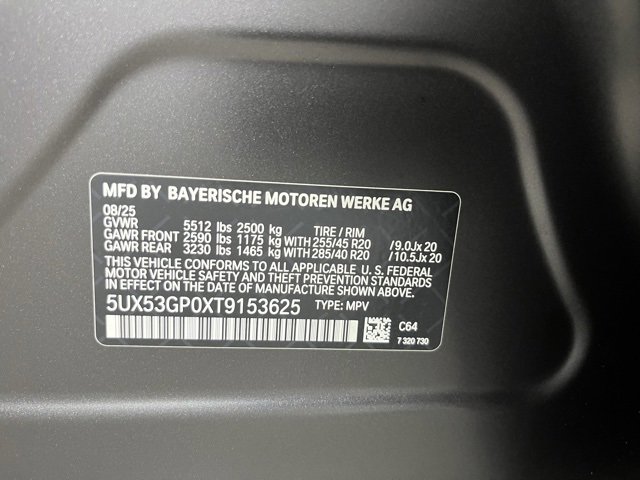 MFD BY BAYERISCHE MOTOREN WERKE AG
08/25
GVWR 5512 lbs 2500 kg TIRE / RIM
GAWR FRONT 2590 lbs 1175 kg WITH 255/45 R20 /9.0Jx 20
GAWR REAR 3230 lbs 1465 kg WITH 285/40 R20 /10.5Jx 20
THIS VEHICLE CONFORMS TO ALL APPLICABLE U. S. FEDERAL
MOTOR VEHICLE SAFETY, BUMPER, AND THEFT PREVENTION STANDARDS
IN EFFECT ON THE DATE OF MANUFACTURE SHOWN ABOVE.
5UX53GP0XT9153625 TYPE: MPV
C64
7 320 730